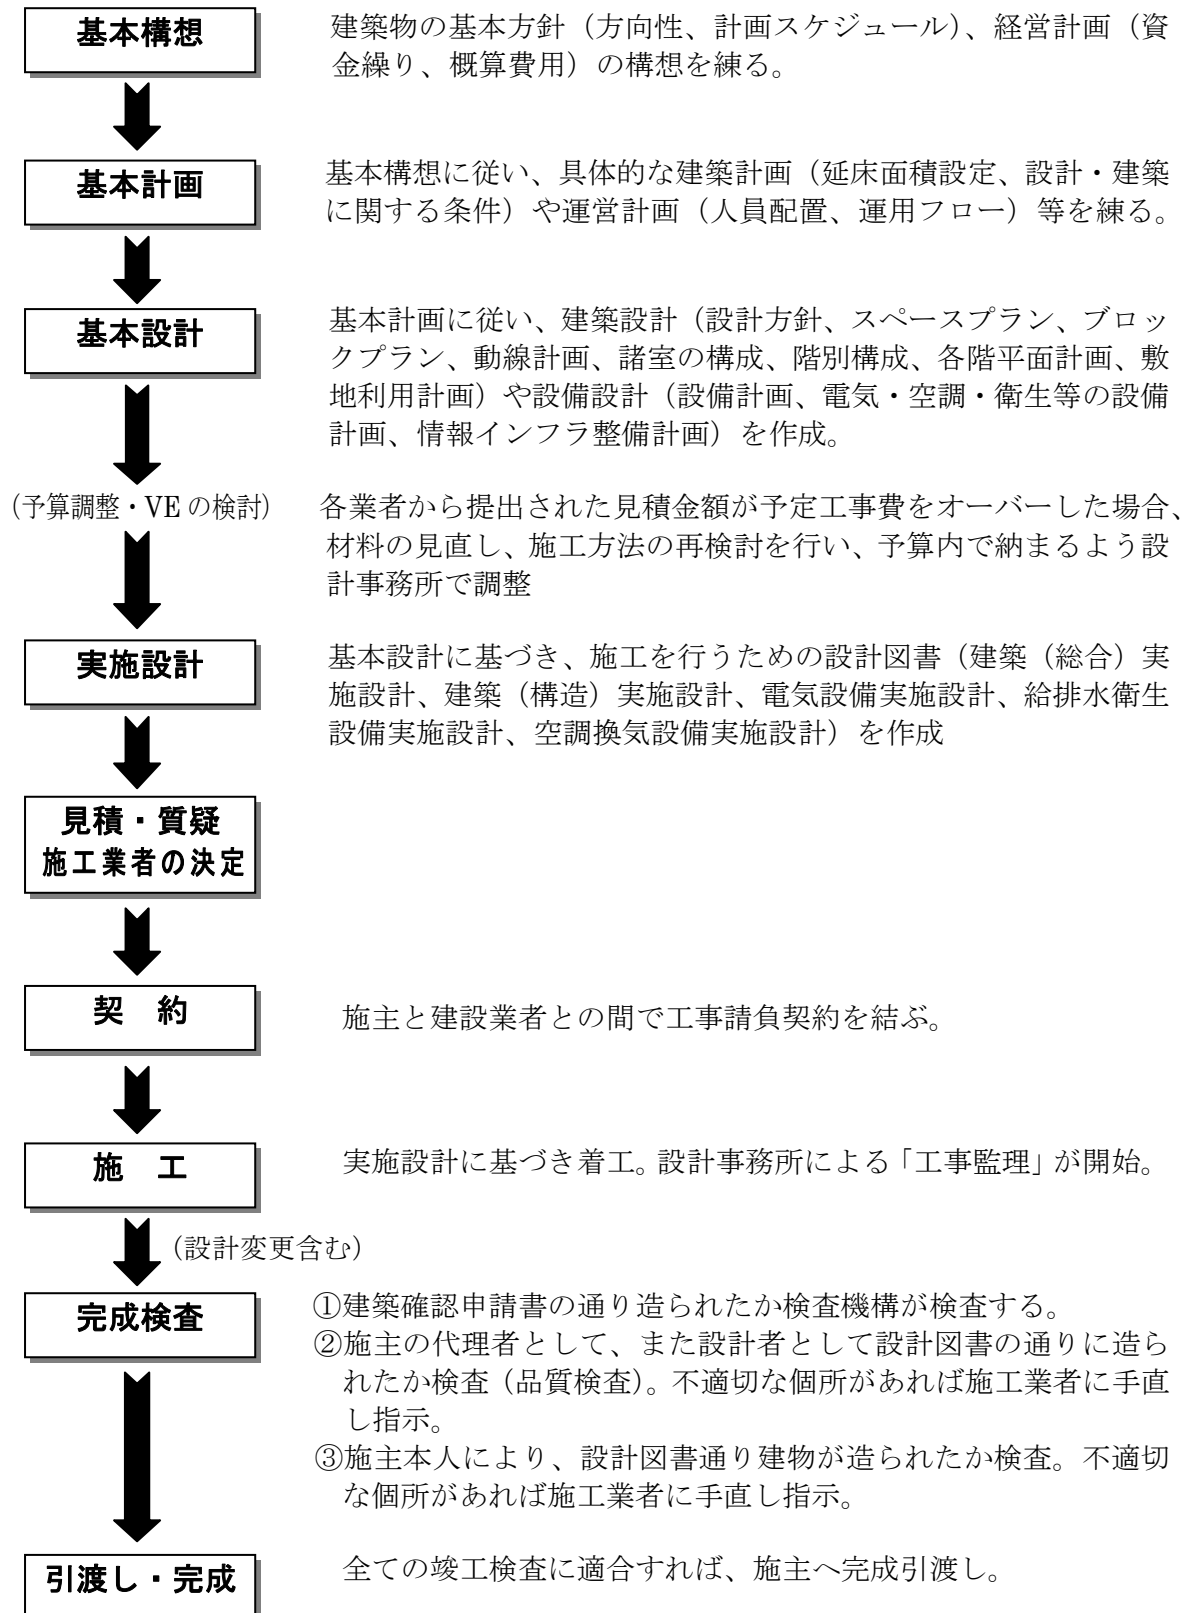 基本構想
建築物の基本方針（方向性、計画スケジュール）、経営計画（資
金繰り、概算費用）の構想を練る。
基本計画
基本構想に従い、具体的な建築計画（延床面積設定、設計・建築
に関する条件）や運営計画（人員配置、運用フロー）等を練る。
基本設計
基本計画に従い、建築設計（設計方針、スペースプラン、ブロッ
クプラン、動線計画、諸室の構成、階別構成、各階平面計画、敷
地利用計画）や設備設計（設備計画、電気・空調・衛生等の設備
計画、情報インフラ整備計画）を作成。
（予算調整・VE の検討）
各業者から提出された見積金額が予定工事費をオーバーした場合、
材料の見直し、施工方法の再検討を行い、予算内で納まるよう設
計事務所で調整
実施設計
基本設計に基づき、施工を行うための設計図書（建築（総合）実
施設計、建築（構造）実施設計、電気設備実施設計、給排水衛生
設備実施設計、空調換気設備実施設計）を作成
見積・質疑
施工業者の決定
契　約
施主と建設業者との間で工事請負契約を結ぶ。
施　工
実施設計に基づき着工。設計事務所による「工事監理」が開始。
（設計変更含む）
完成検査
①建築確認申請書の通り造られたか検査機構が検査する。
②施主の代理者として、また設計者として設計図書の通りに造ら
れたか検査（品質検査）。不適切な個所があれば施工業者に手直
し指示。
③施主本人により、設計図書通り建物が造られたか検査。不適切
な個所があれば施工業者に手直し指示。
引渡し・完成
全ての竣工検査に適合すれば、施主へ完成引渡し。